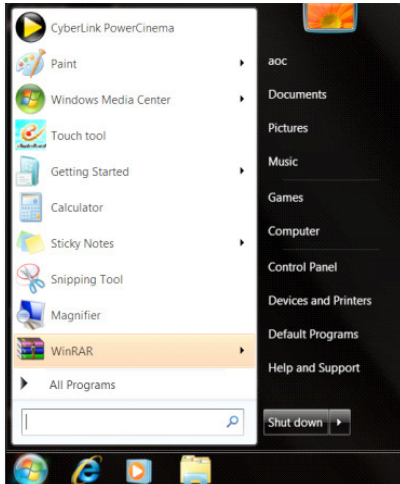 CyberLink PowerCinema
Paint
Windows Media Center
Touch tool
Getting Started
Calculator
Sticky Notes
Snipping Tool
Magnifier
WinRAR
All Programs
aoc
Documents
Pictures
Music
Games
Computer
Control Panel
Devices and Printers
Default Programs
Help and Support
Shut down